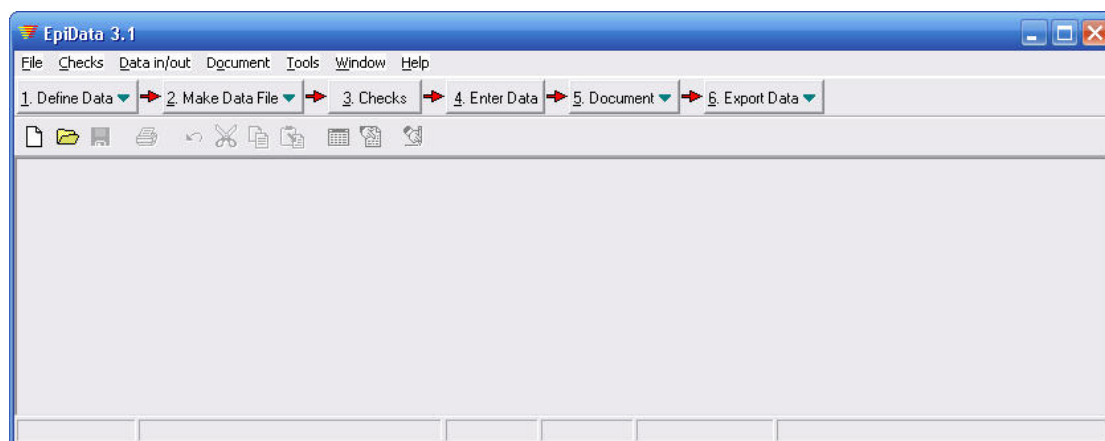 EpiData 3.1
File Checks Data in/out Document Tools Window Help
1. Define Data 2. Make Data File 3. Checks 4. Enter Data 5. Document 6. Export Data